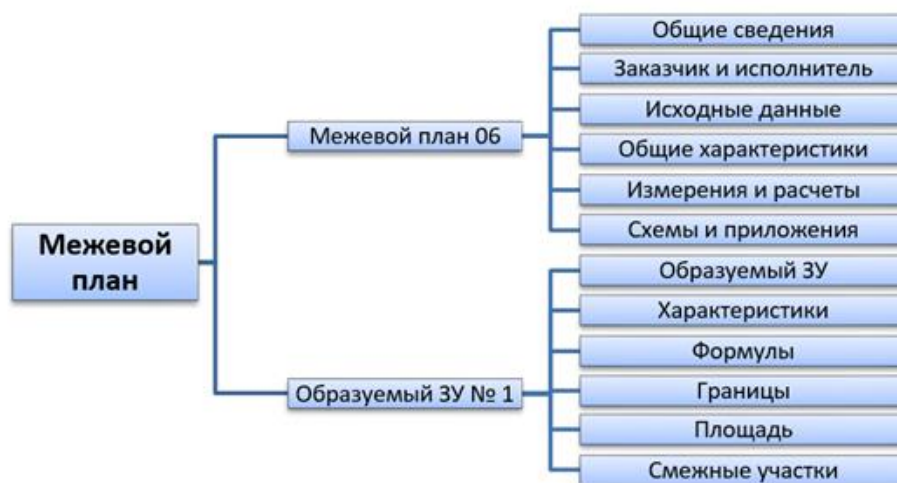 Межевой
план
Межевой план 06
Общие сведения
Заказчик и исполнитель
Исходные данные
Общие характеристики
Измерения и расчеты
Схемы и приложения
Образуемый ЗУ № 1
Образуемый ЗУ
Характеристики
Формулы
Границы
Площадь
Смежные участки